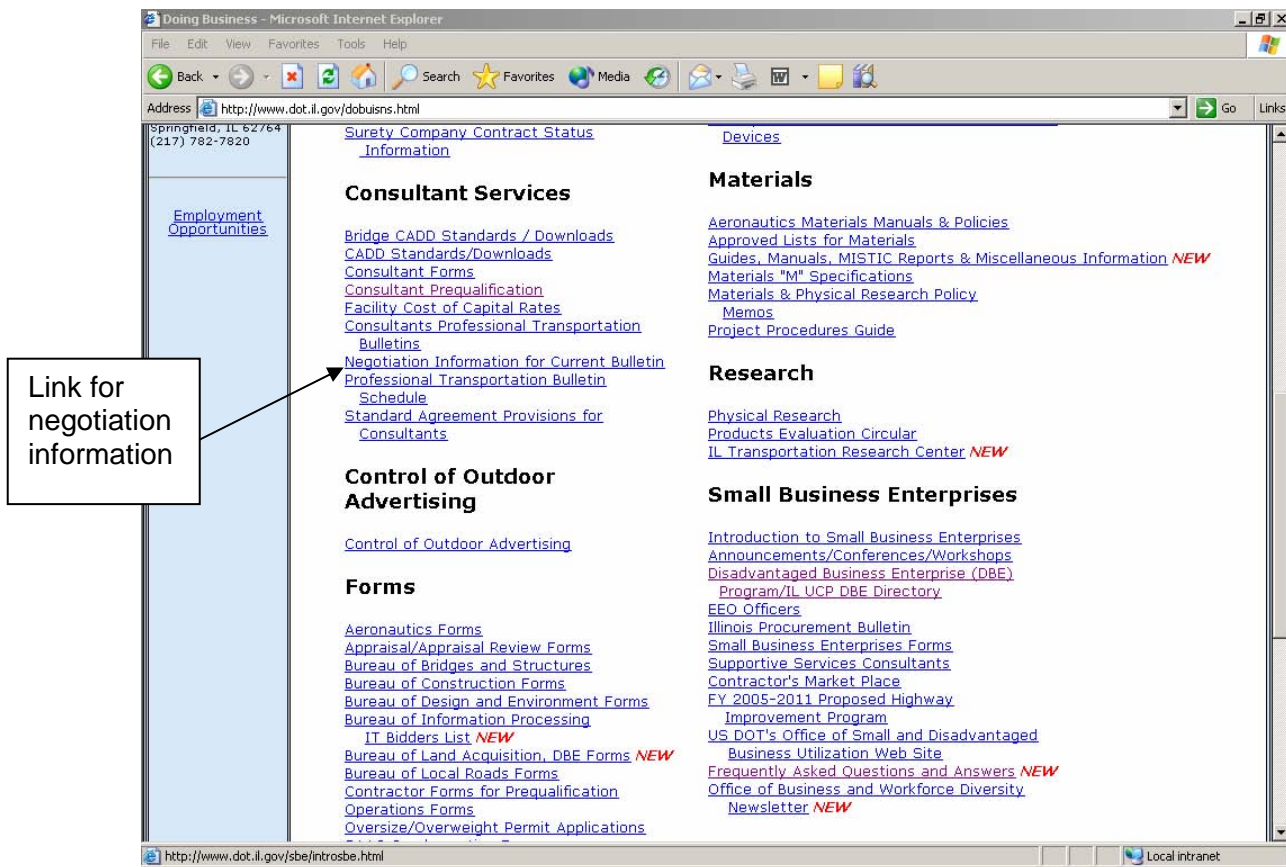 Doing Business - Microsoft Internet Explorer
File Edit View Favorites Tools Help
Back Search Favorites Media
Address http://www.dot.il.gov/dobuisns.html Go Links
Springfield, IL 62764
(217) 782-7820
Employment
Opportunities
Link for
negotiation
information
Surety Company Contract Status
Information
Consultant Services
Bridge CADD Standards / Downloads
CADD Standards/Downloads
Consultant Forms
Consultant Prequalification
Facility Cost of Capital Rates
Consultants Professional Transportation
Bulletins
Negotiation Information for Current Bulletin
Professional Transportation Bulletin
Schedule
Standard Agreement Provisions for
Consultants
Control of Outdoor
Advertising
Control of Outdoor Advertising
Forms
Aeronautics Forms
Appraisal/Appraisal Review Forms
Bureau of Bridges and Structures
Bureau of Construction Forms
Bureau of Design and Environment Forms
Bureau of Information Processing
IT Bidders List NEW
Bureau of Land Acquisition, DBE Forms NEW
Bureau of Local Roads Forms
Contractor Forms for Prequalification
Operations Forms
Oversize/Overweight Permit Applications
Devices
Materials
Aeronautics Materials Manuals & Policies
Approved Lists for Materials
Guides, Manuals, MISTIC Reports & Miscellaneous Information NEW
Materials "M" Specifications
Materials & Physical Research Policy
Memos
Project Procedures Guide
Research
Physical Research
Products Evaluation Circular
IL Transportation Research Center NEW
Small Business Enterprises
Introduction to Small Business Enterprises
Announcements/Conferences/Workshops
Disadvantaged Business Enterprise (DBE)
Program/IL UCP DBE Directory
EEO Officers
Illinois Procurement Bulletin
Small Business Enterprises Forms
Supportive Services Consultants
Contractor's Market Place
FY 2005-2011 Proposed Highway
Improvement Program
US DOT's Office of Small and Disadvantaged
Business Utilization Web Site
Frequently Asked Questions and Answers NEW
Office of Business and Workforce Diversity
Newsletter NEW
http://www.dot.il.gov/sbe/introsbe.html Local intranet